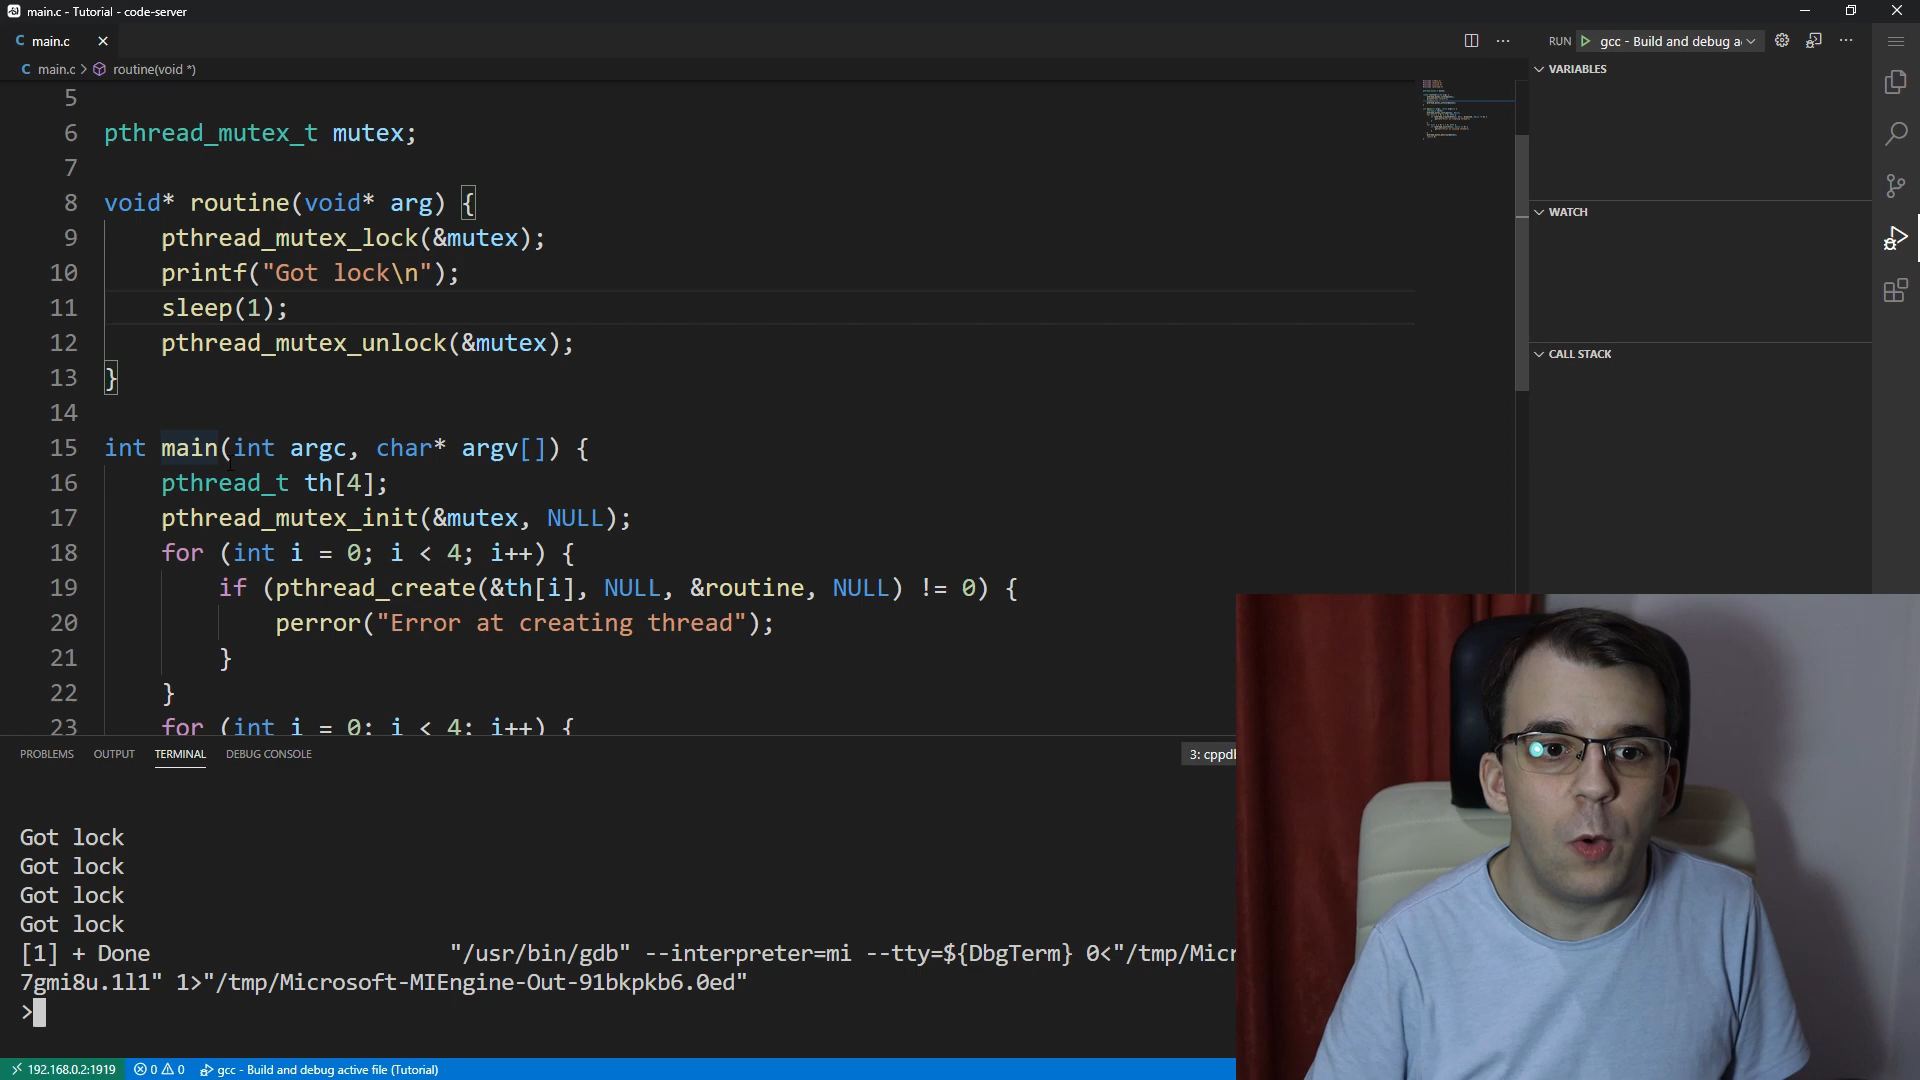 main.c - Tutorial - code-server
C main.c
RUN gcc - Build and debug a
C main.c > routine(void *)
VARIABLES
WATCH
CALL STACK
5
6 pthread_mutex_t mutex;
7
8 void* routine(void* arg) {
9 pthread_mutex_lock(&mutex);
10 printf("Got lock\n");
11 sleep(1);
12 pthread_mutex_unlock(&mutex);
13 }
14
15 int main(int argc, char* argv[]) {
16 pthread_t th[4];
17 pthread_mutex_init(&mutex, NULL);
18 for (int i = 0; i < 4; i++) {
19 if (pthread_create(&th[i], NULL, &routine, NULL) != 0) {
20 perror("Error at creating thread");
21 }
22 }
23 for (int i = 0; i < 4; i++) {
PROBLEMS OUTPUT TERMINAL DEBUG CONSOLE 3: cppdb
Got lock
Got lock
Got lock
Got lock
[1] + Done "/usr/bin/gdb" --interpreter=mi --tty=${DbgTerm} 0<"/tmp/Micr
7gmi8u.1l1" 1>"/tmp/Microsoft-MIEngine-Out-91bkpkb6.0ed"
>
192.168.0.2:1919 0 0 gcc - Build and debug active file (Tutorial)